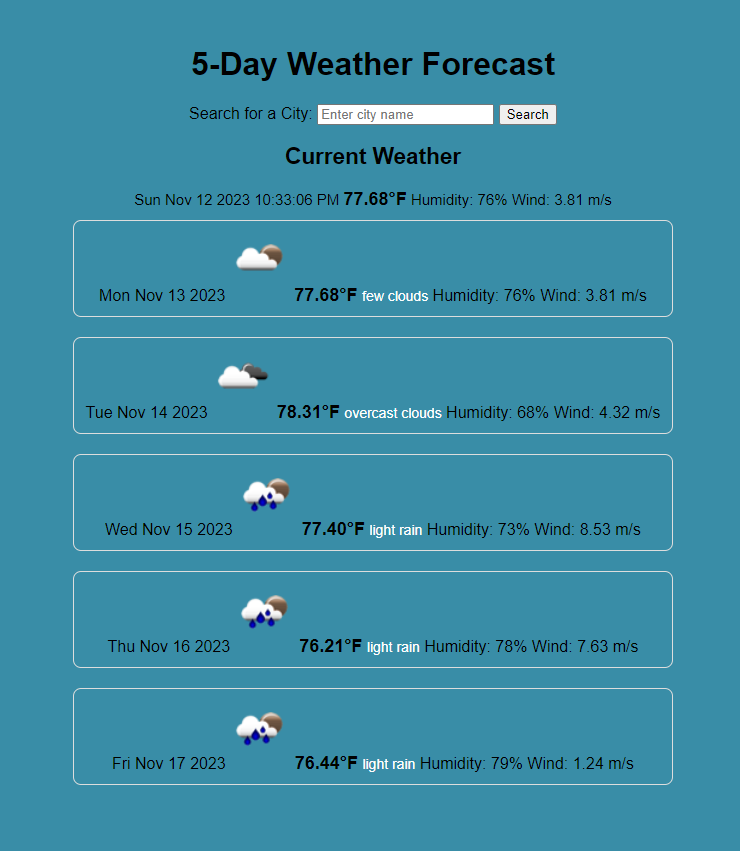 5-Day Weather Forecast
Search for a City: Enter city name Search
Current Weather
Sun Nov 12 2023 10:33:06 PM 77.68°F Humidity: 76% Wind: 3.81 m/s
Mon Nov 13 2023 77.68°F few clouds Humidity: 76% Wind: 3.81 m/s
Tue Nov 14 2023 78.31°F overcast clouds Humidity: 68% Wind: 4.32 m/s
Wed Nov 15 2023 77.40°F light rain Humidity: 73% Wind: 8.53 m/s
Thu Nov 16 2023 76.21°F light rain Humidity: 78% Wind: 7.63 m/s
Fri Nov 17 2023 76.44°F light rain Humidity: 79% Wind: 1.24 m/s